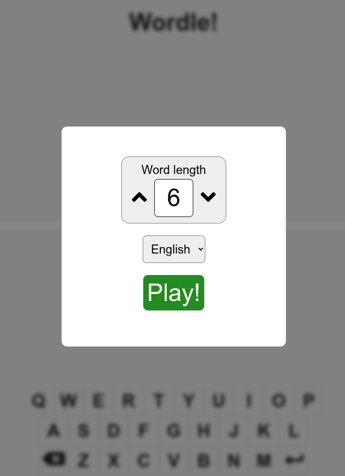 Wordle!
Word length
6
English
Play!
Q W E R T Y U I O P
A S D F G H J K L
Z X C V B N M